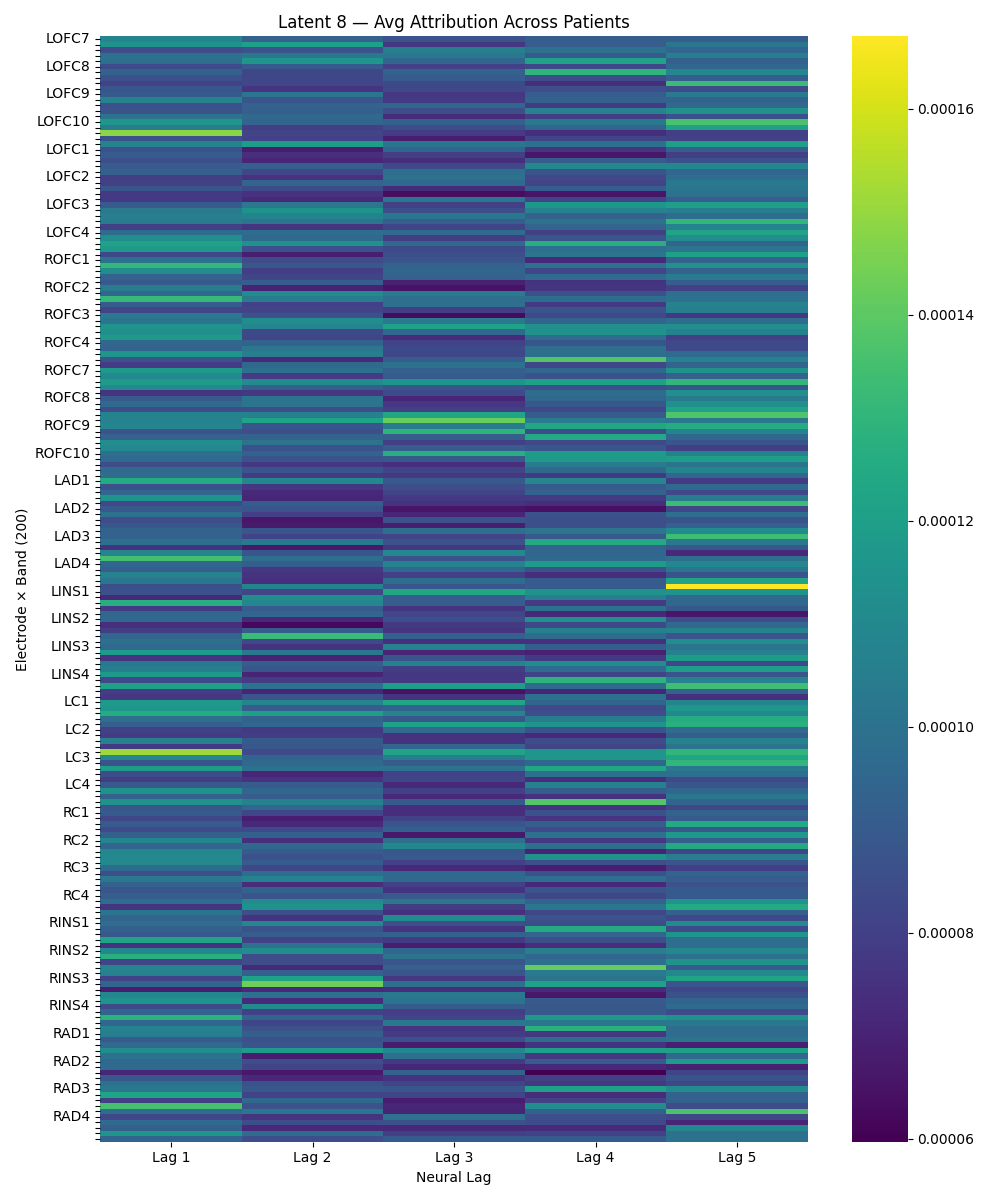 Latent 8 — Avg Attribution Across Patients
LOFC7
LOFC8
LOFC9
LOFC10
LOFC1
LOFC2
LOFC3
LOFC4
ROFC1
ROFC2
ROFC3
ROFC4
ROFC7
ROFC8
ROFC9
ROFC10
LAD1
LAD2
LAD3
LAD4
LINS1
LINS2
LINS3
LINS4
LC1
LC2
LC3
LC4
RC1
RC2
RC3
RC4
RINS1
RINS2
RINS3
RINS4
RAD1
RAD2
RAD3
RAD4
Electrode × Band (200)
Lag 1
Lag 2
Lag 3
Lag 4
Lag 5
Neural Lag
0.00016
0.00014
0.00012
0.00010
0.00008
0.00006